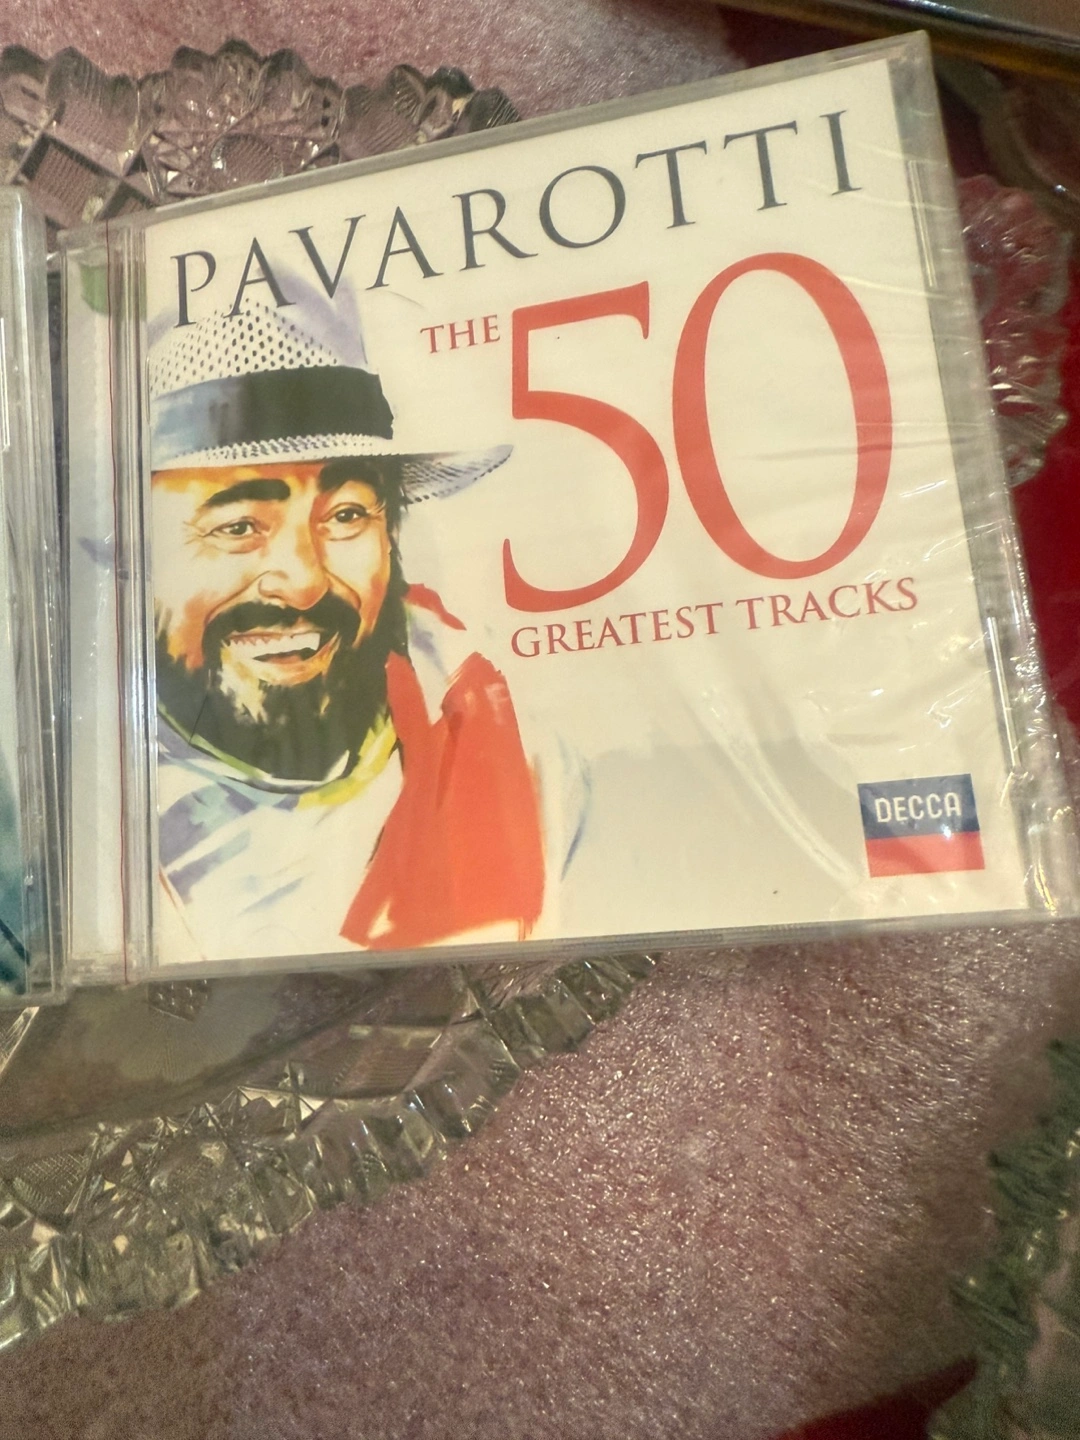 PAVAROTTI
THE 50
GREATEST TRACKS
DECCA